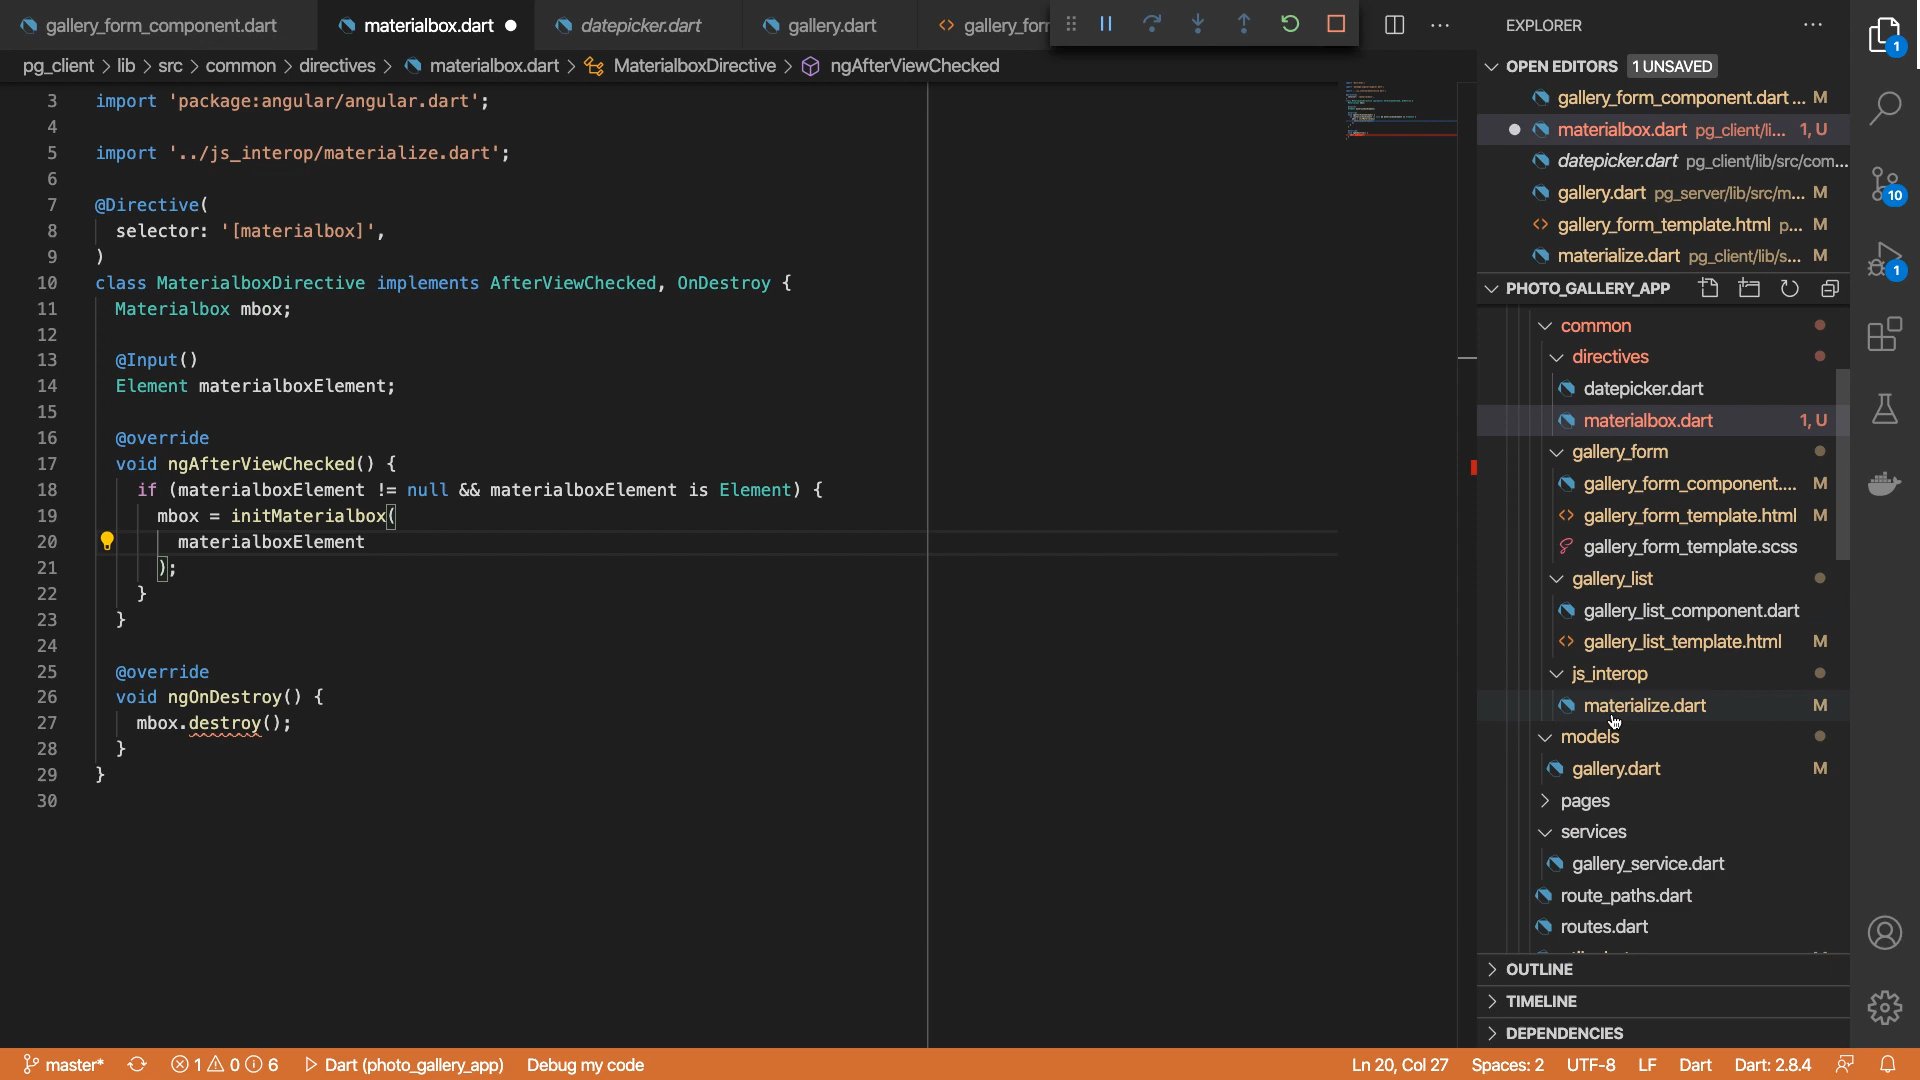 gallery_form_component.dart
materialbox.dart
datepicker.dart
gallery.dart
gallery_for
pg_client > lib > src > common > directives > materialbox.dart > MaterialboxDirective > ngAfterViewChecked
3 import 'package:angular/angular.dart';
4
5 import '../js_interop/materialize.dart';
6
7 @Directive(
8 selector: '[materialbox]',
9 )
10 class MaterialboxDirective implements AfterViewChecked, OnDestroy {
11 Materialbox mbox;
12
13 @Input()
14 Element materialboxElement;
15
16 @override
17 void ngAfterViewChecked() {
18 if (materialboxElement != null && materialboxElement is Element) {
19 mbox = initMaterialbox(
20 materialboxElement
21 );
22 }
23 }
24
25 @override
26 void ngOnDestroy() {
27 mbox.destroy();
28 }
29 }
30
EXPLORER
OPEN EDITORS 1 UNSAVED
gallery_form_component.dart ... M
materialbox.dart pg_client/li... 1, U
datepicker.dart pg_client/lib/src/com...
gallery.dart pg_server/lib/src/m... M
gallery_form_template.html p... M
materialize.dart pg_client/lib/s... M
PHOTO_GALLERY_APP
common
directives
datepicker.dart
materialbox.dart 1, U
gallery_form
gallery_form_component.... M
gallery_form_template.html M
gallery_form_template.scss
gallery_list
gallery_list_component.dart
gallery_list_template.html M
js_interop
materialize.dart M
models
gallery.dart M
pages
services
gallery_service.dart
route_paths.dart
routes.dart
OUTLINE
TIMELINE
DEPENDENCIES
1
10
1
master* 1 0 6 Dart (photo_gallery_app) Debug my code Ln 20, Col 27 Spaces: 2 UTF-8 LF Dart Dart: 2.8.4